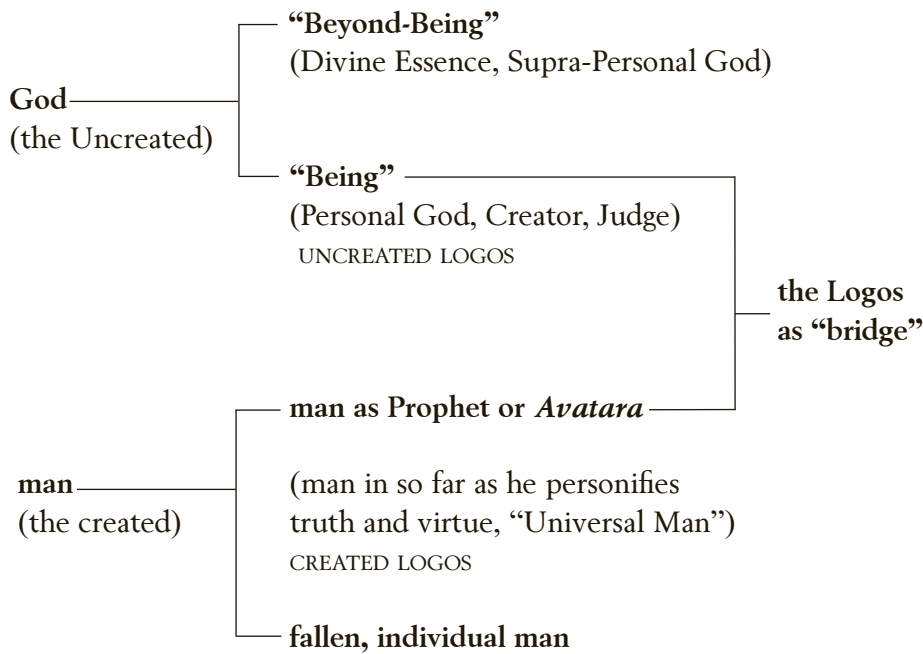 “Beyond-Being”
(Divine Essence, Supra-Personal God)
God
(the Uncreated)
“Being”
(Personal God, Creator, Judge)
UNCREATED LOGOS
the Logos
as “bridge”
man as Prophet or Avatara
man
(the created)
(man in so far as he personifies
truth and virtue, “Universal Man”)
CREATED LOGOS
fallen, individual man